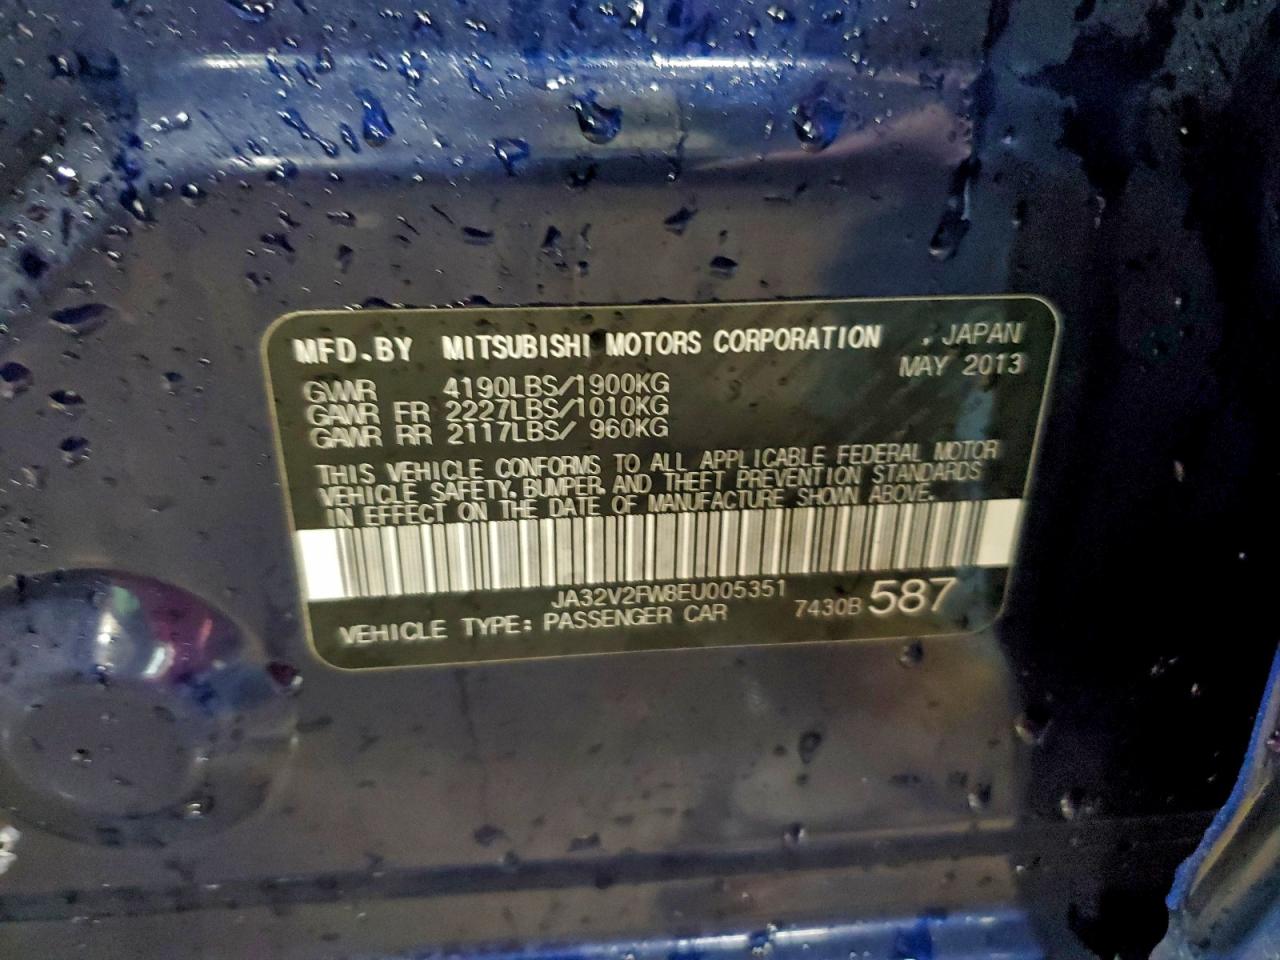 MFD.BY MITSUBISHI MOTORS CORPORATION . JAPAN
MAY 2013
GVWR 4190LBS/1900KG
GAWR FR 2227LBS/1010KG
GAWR RR 2117LBS/ 960KG
THIS VEHICLE CONFORMS TO ALL APPLICABLE FEDERAL MOTOR
VEHICLE SAFETY, BUMPER, AND THEFT PREVENTION STANDARDS
IN EFFECT ON THE DATE OF MANUFACTURE SHOWN ABOVE.
JA32V2FW8EU005351
VEHICLE TYPE: PASSENGER CAR 7430B 587